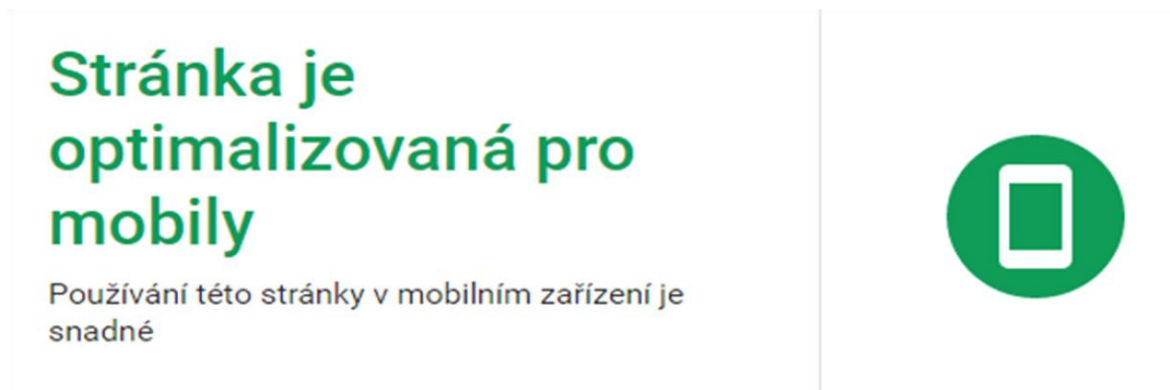 Stránka je
optimalizovaná pro
mobily
Používání této stránky v mobilním zařízení je
snadné